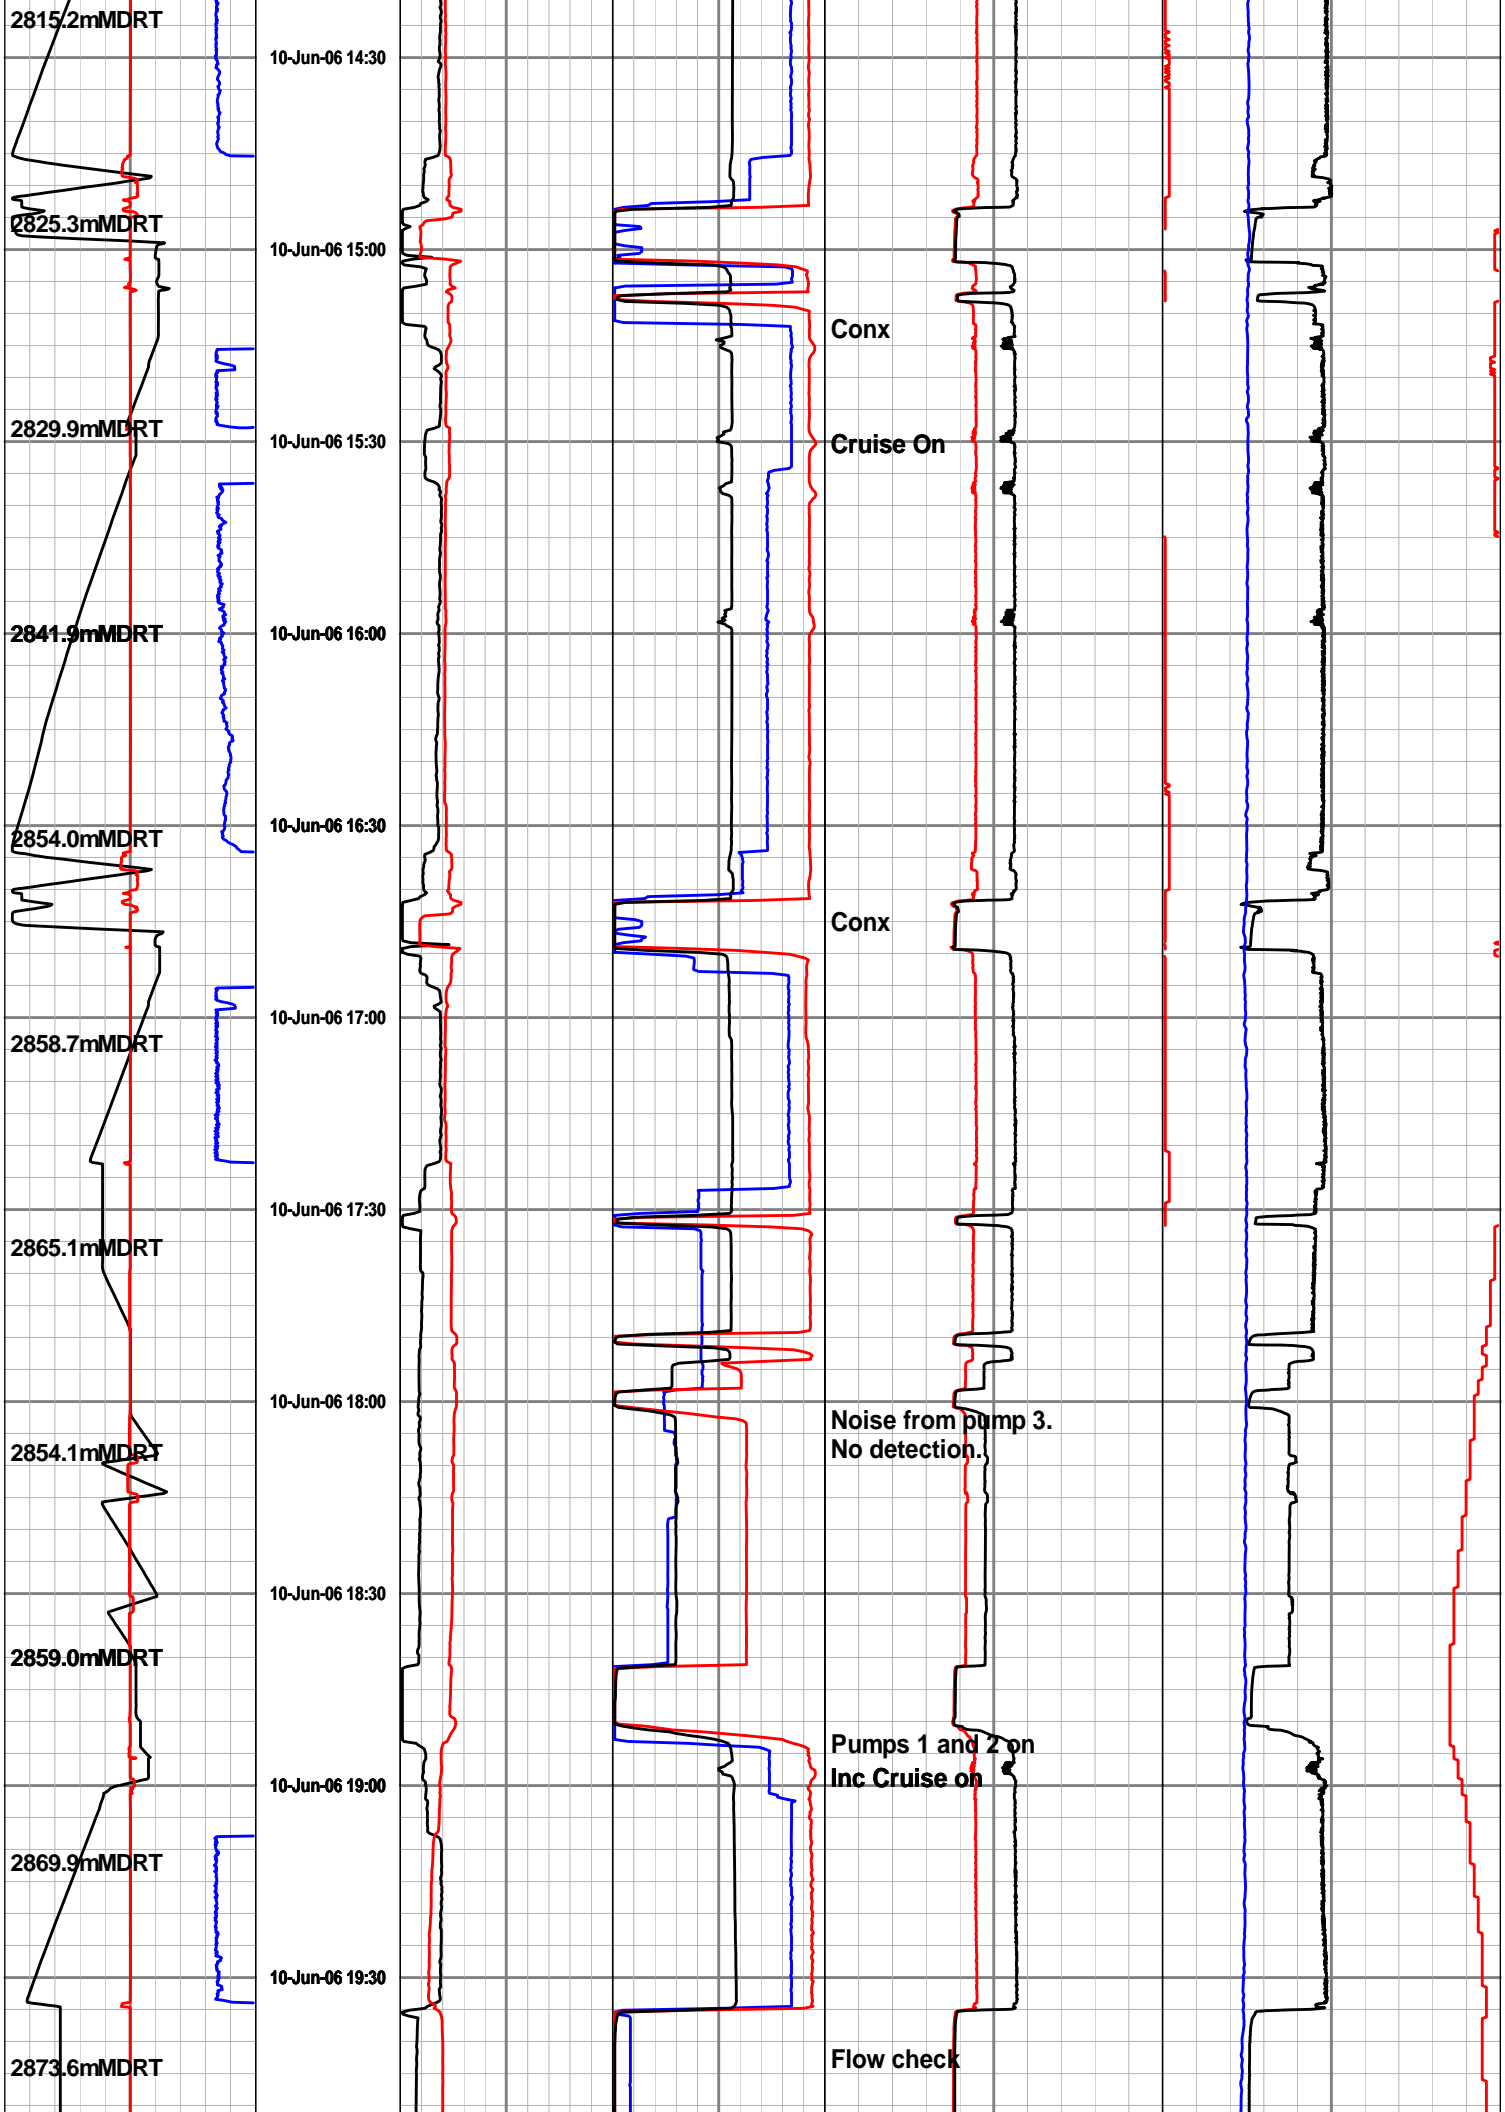 2815.2mMDRT
10-Jun-06 14:30
2825.3mMDRT
10-Jun-06 15:00
Conx
2829.9mMDRT
10-Jun-06 15:30
Cruise On
2841.9mMDRT
10-Jun-06 16:00
10-Jun-06 16:30
2854.0mMDRT
Conx
10-Jun-06 17:00
2858.7mMDRT
10-Jun-06 17:30
2865.1mMDRT
10-Jun-06 18:00
Noise from pump 3.
No detection.
2854.1mMDRT
10-Jun-06 18:30
2859.0mMDRT
Pumps 1 and 2 on
10-Jun-06 19:00
Inc Cruise on
2869.9mMDRT
10-Jun-06 19:30
Flow check
2873.6mMDRT